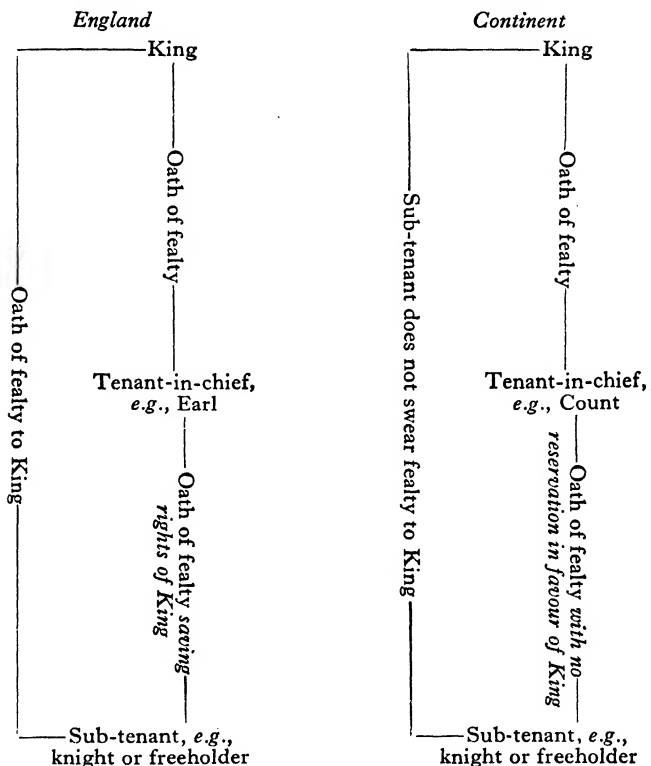 England
King
Oath of fealty
Oath of fealty to King
Tenant-in-chief,
e.g., Earl
Oath of fealty saving
rights of King
Sub-tenant, e.g.,
knight or freeholder
Continent
King
Oath of fealty
Sub-tenant does not swear fealty to King
Tenant-in-chief,
e.g., Count
Oath of fealty with no
reservation in favour of King
Sub-tenant, e.g.,
knight or freeholder